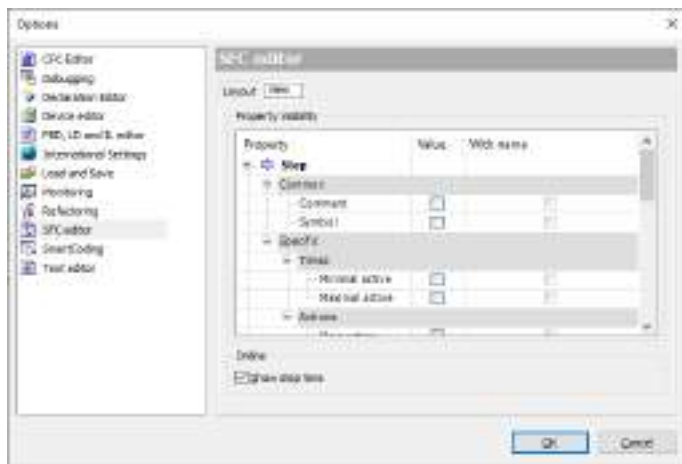 Options
CFC Editor
Debugging
Declaration Editor
Device editor
FBD, LD and IL editor
International Settings
Load and Save
Monitoring
Refactoring
SFC editor
SmartCoding
Text editor
SFC editor
Layout View
Property visibility
Property Value With name
Step
Common
Comment
Symbol
Specific
Times
Minimal active
Maximal active
Actions
Online
Show step time
OK Cancel